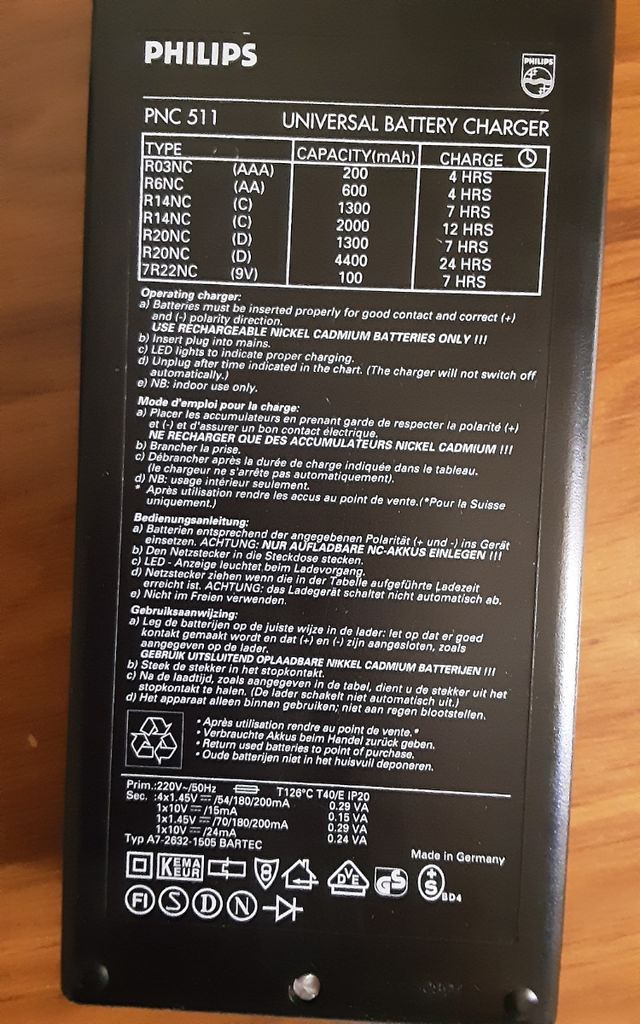 PHILIPS
PHILIPS
PNC 511 UNIVERSAL BATTERY CHARGER
TYPE CAPACITY(mAh) CHARGE
R03NC (AAA) 200 4 HRS
R6NC (AA) 600 4 HRS
R14NC (C) 1300 7 HRS
R14NC (C) 2000 12 HRS
R20NC (D) 1300 7 HRS
R20NC (D) 4400 24 HRS
7R22NC (9V) 100 7 HRS
Operating charger:
a) Batteries must be inserted properly for good contact and correct (+)
and (-) polarity direction.
USE RECHARGEABLE NICKEL CADMIUM BATTERIES ONLY !!!
b) Insert plug into mains.
c) LED lights to indicate proper charging.
d) Unplug after time indicated in the chart. (The charger will not switch off
automatically.)
e) NB: indoor use only.
Mode d'emploi pour la charge:
a) Placer les accumulateurs en prenant garde de respecter la polarité (+)
et (-) et d'assurer un bon contact électrique.
NE RECHARGER QUE DES ACCUMULATEURS NICKEL CADMIUM !!!
b) Brancher la prise.
c) Débrancher après la durée de charge indiquée dans le tableau.
(le chargeur ne s'arrête pas automatiquement).
d) NB: usage intérieur seulement.
* Après utilisation rendre les accus au point de vente.(*Pour la Suisse
uniquement.)
Bedienungsanleitung:
a) Batterien entsprechend der angegebenen Polarität (+ und -) ins Gerät
einsetzen. ACHTUNG: NUR AUFLADBARE NC-AKKUS EINLEGEN !!!
b) Den Netzstecker in die Steckdose stecken.
c) LED - Anzeige leuchtet beim Ladevorgang.
d) Netzstecker ziehen wenn die in der Tabelle aufgeführte Ladezeit
erreicht ist. ACHTUNG: das Ladegerät schaltet nicht automatisch ab.
e) Nicht im Freien verwenden.
Gebruiksaanwijzing:
a) Leg de batterijen op de juiste wijze in de lader: let op dat er goed
kontakt gemaakt wordt en dat (+) en (-) zijn aangesloten, zoals
aangegeven op de lader.
GEBRUIK UITSLUITEND OPLAADBARE NIKKEL CADMIUM BATTERIJEN !!!
b) Steek de stekker in het stopkontakt.
c) Na de laadtijd, zoals aangegeven in de tabel, dient u de stekker uit het
stopkontakt te halen. (De lader schakelt niet automatisch uit.)
d) Het apparaat alleen binnen gebruiken; niet aan regen blootstellen.
• Après utilisation rendre au point de vente.*
• Verbrauchte Akkus beim Handel zurück geben.
• Return used batteries to point of purchase.
• Oude batterijen niet in het huisvuil deponeren.
Prim.:220V~/50Hz T126°C T40/E IP20
Sec. :4x1.45V /54/180/200mA 0.29 VA
1x10V /15mA 0.15 VA
1x1.45V /70/180/200mA 0.29 VA
1x10V /24mA 0.24 VA
Typ A7-2632-1505 BARTEC
Made in Germany
KEMA
KEUR
8
DVE
GS
+S
BD4
FI S D N